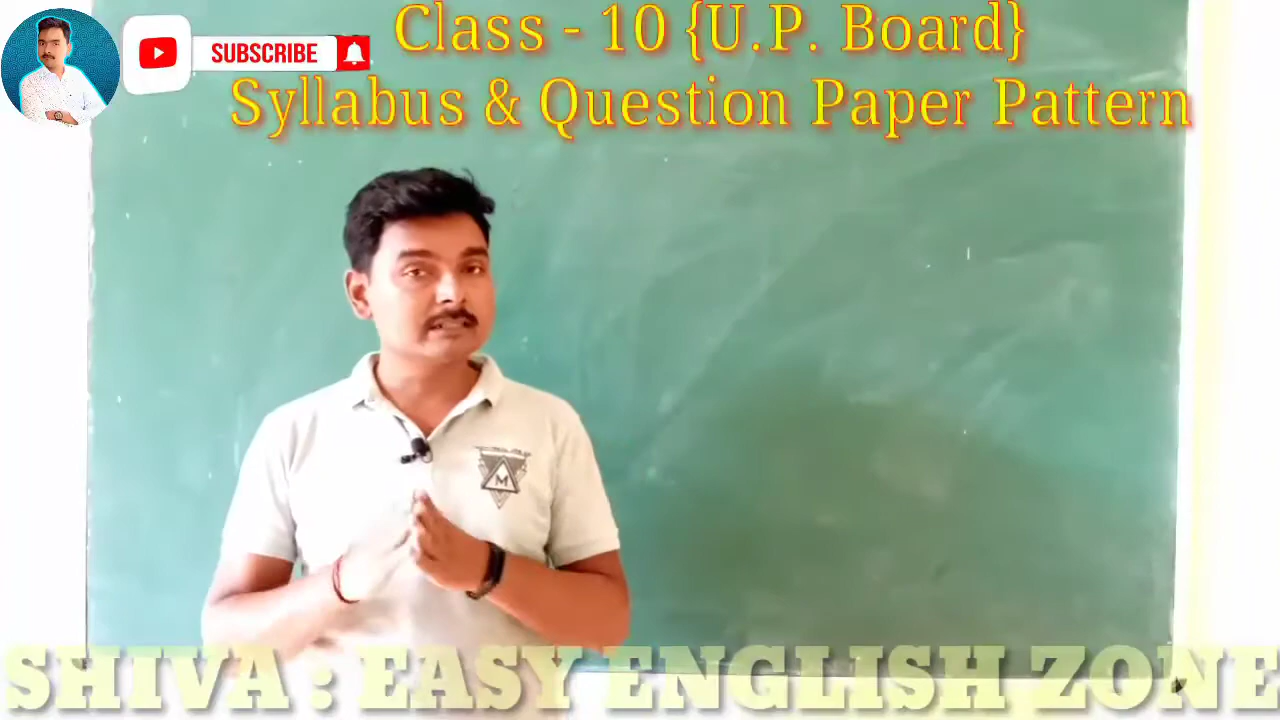 Class - 10 {U.P. Board}
SUBSCRIBE
Syllabus & Question Paper Pattern
M
SHIVA : EASY ENGLISH ZONE